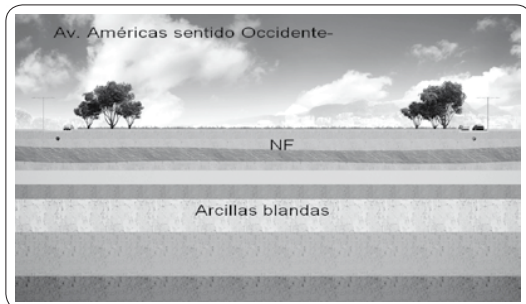 Av. Américas sentido Occidente-
NF
Arcillas blandas